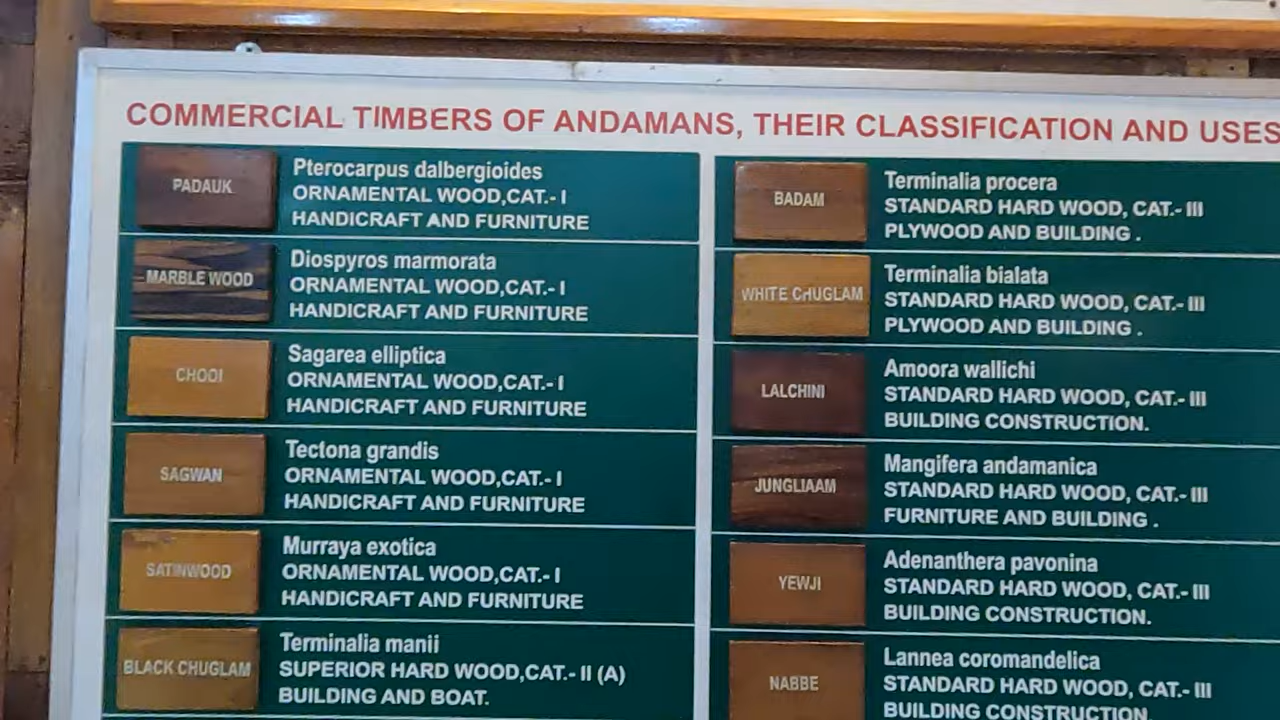 COMMERCIAL TIMBERS OF ANDAMANS, THEIR CLASSIFICATION AND USES
PADAUK
Pterocarpus dalbergioides
ORNAMENTAL WOOD,CAT.- I
HANDICRAFT AND FURNITURE
MARBLE WOOD
Diospyros marmorata
ORNAMENTAL WOOD,CAT.- I
HANDICRAFT AND FURNITURE
CHOOI
Sagarea elliptica
ORNAMENTAL WOOD,CAT.- I
HANDICRAFT AND FURNITURE
SAGWAN
Tectona grandis
ORNAMENTAL WOOD,CAT.- I
HANDICRAFT AND FURNITURE
SATINWOOD
Murraya exotica
ORNAMENTAL WOOD,CAT.- I
HANDICRAFT AND FURNITURE
BLACK CHUGLAM
Terminalia manii
SUPERIOR HARD WOOD,CAT.- II (A)
BUILDING AND BOAT.
BADAM
Terminalia procera
STANDARD HARD WOOD, CAT.- III
PLYWOOD AND BUILDING .
WHITE CHUGLAM
Terminalia bialata
STANDARD HARD WOOD, CAT.- III
PLYWOOD AND BUILDING .
LALCHINI
Amoora wallichi
STANDARD HARD WOOD, CAT.- III
BUILDING CONSTRUCTION.
JUNGLIAAM
Mangifera andamanica
STANDARD HARD WOOD, CAT.- III
FURNITURE AND BUILDING .
YEWJI
Adenanthera pavonina
STANDARD HARD WOOD, CAT.- III
BUILDING CONSTRUCTION.
NABBE
Lannea coromandelica
STANDARD HARD WOOD, CAT.- III
BUILDING CONSTRUCTION.